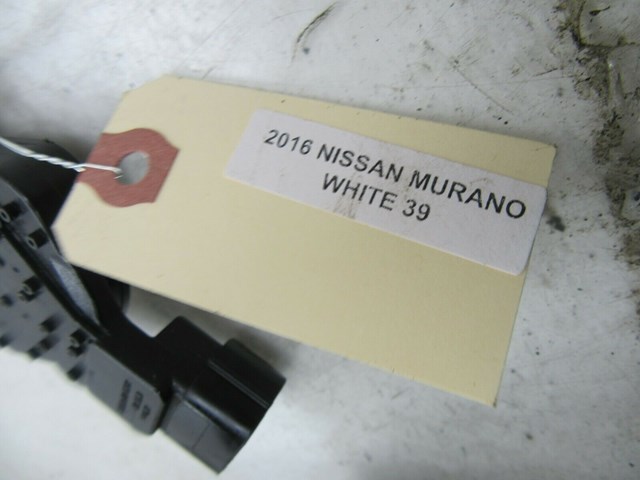 2016 NISSAN MURANO
WHITE 39